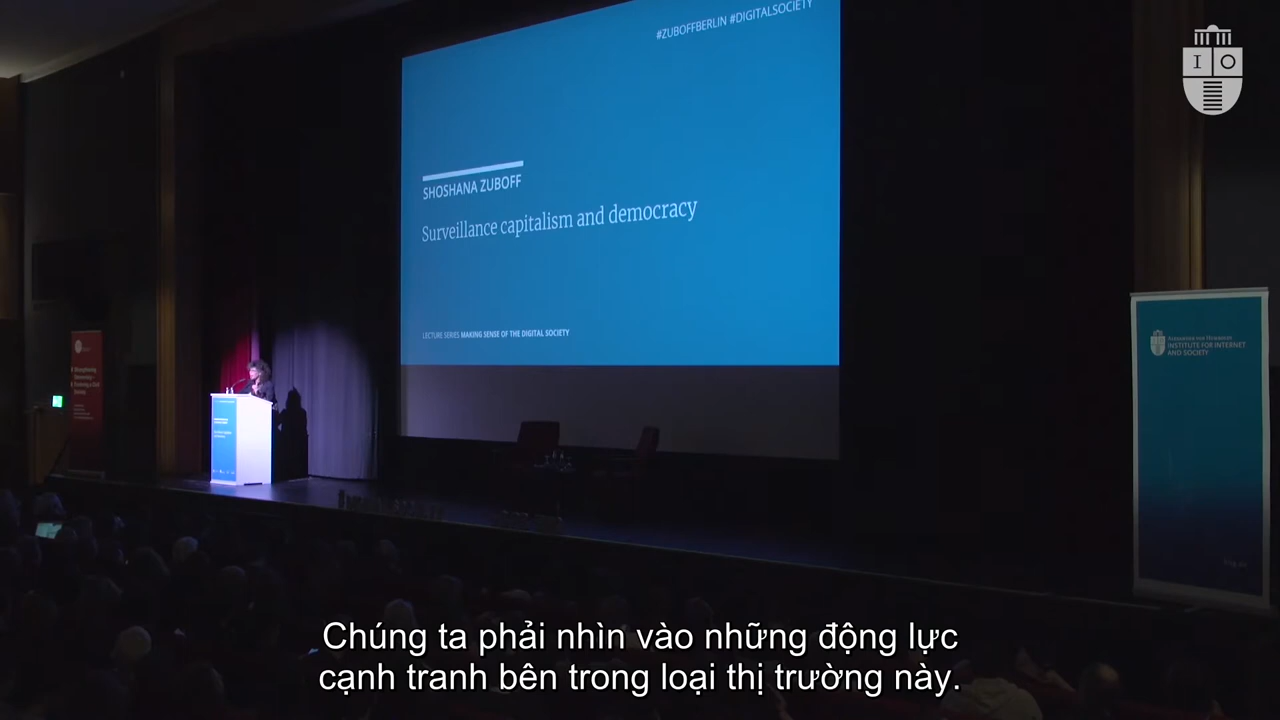 #ZUBOFFBERLIN #DIGITALSOCIETY
I O
SHOSHANA ZUBOFF
Surveillance capitalism and democracy
LECTURE SERIES MAKING SENSE OF THE DIGITAL SOCIETY
INSTITUTE FOR INTERNET
AND SOCIETY
Chúng ta phải nhìn vào những động lực
cạnh tranh bên trong loại thị trường này.